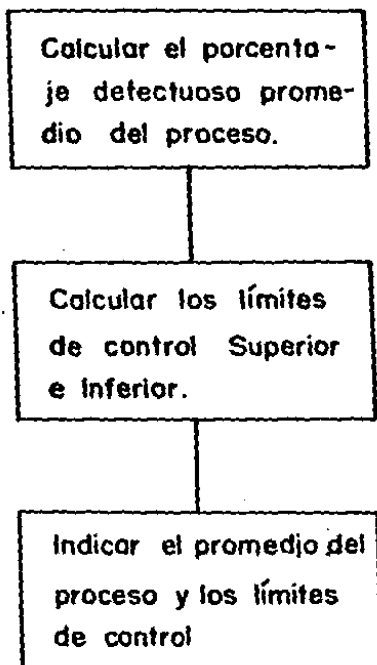 Calcular el porcenta-
je defectuoso prome-
dio del proceso.
Calcular los límites
de control Superior
e Inferior.
Indicar el promedio del
proceso y los límites
de control